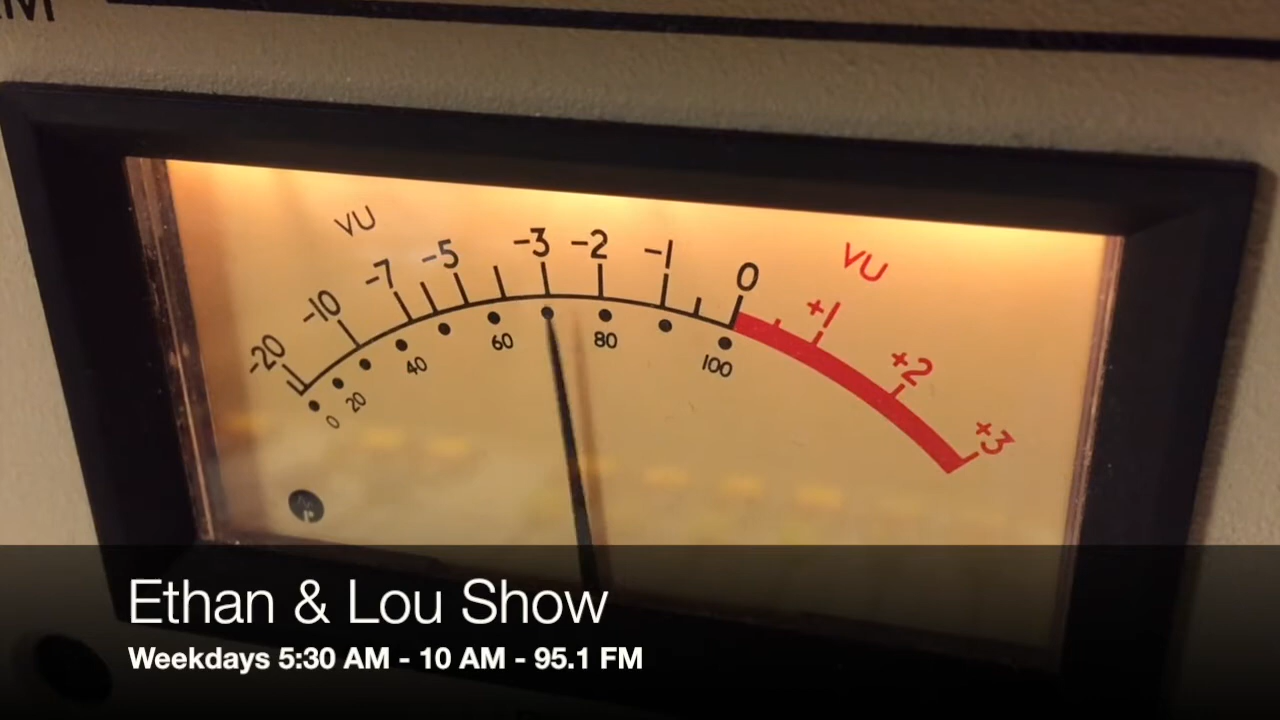 VU
VU
-20 -10 -7 -5 -3 -2 -1 0 +1 +2 +3
0 20 40 60 80 100
Ethan & Lou Show
Weekdays 5:30 AM - 10 AM - 95.1 FM